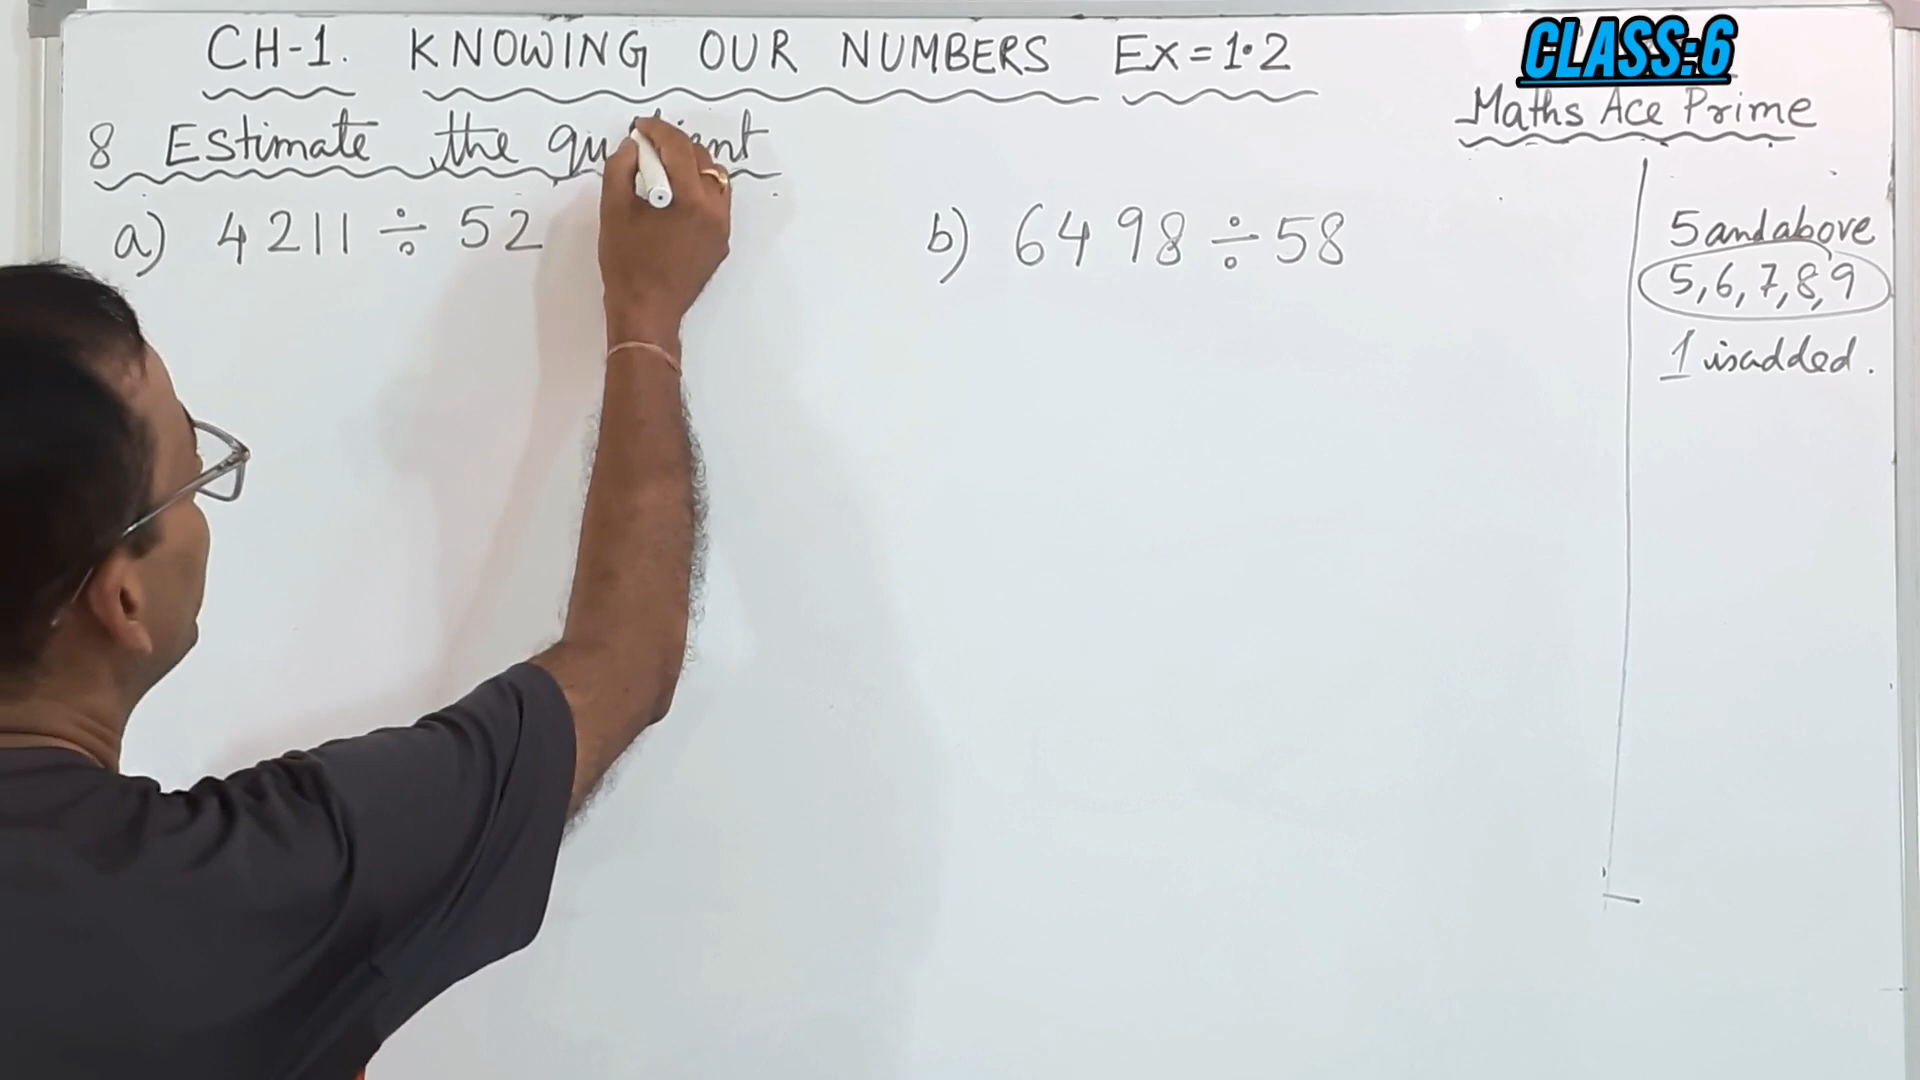 CH-1. KNOWING OUR NUMBERS Ex=1.2
CLASS:6
Maths Ace Prime
8 Estimate the
a) 4211 ÷ 52
b) 6498 ÷ 58
5 and above
5, 6, 7, 8, 9
1 is added.